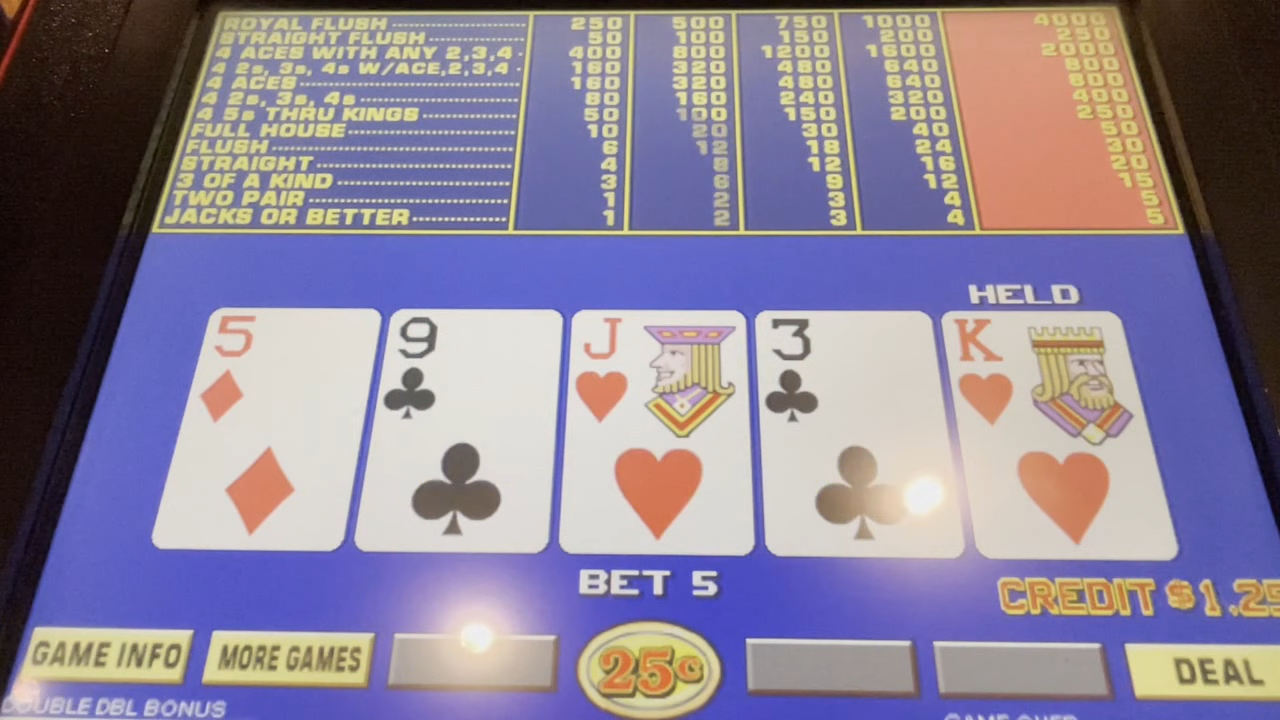 ROYAL FLUSH 250 500 750 1000 4000
STRAIGHT FLUSH 50 100 150 200 250
4 ACES WITH ANY 2,3,4 400 800 1200 1600 2000
4 2s, 3s, 4s W/ACE,2,3,4 160 320 480 640 800
4 ACES 160 320 480 640 800
4 2s, 3s, 4s 80 160 240 320 400
4 5s THRU KINGS 50 100 150 200 250
FULL HOUSE 10 20 30 40 50
FLUSH 6 12 18 24 30
STRAIGHT 4 8 12 16 20
3 OF A KIND 3 6 9 12 15
TWO PAIR 1 2 3 4 5
JACKS OR BETTER 1 2 3 4 5
HELD
5 9 J 3 K
BET 5
CREDIT $1.25
GAME INFO MORE GAMES 25¢ DEAL
DOUBLE DBL BONUS
GAME OVER